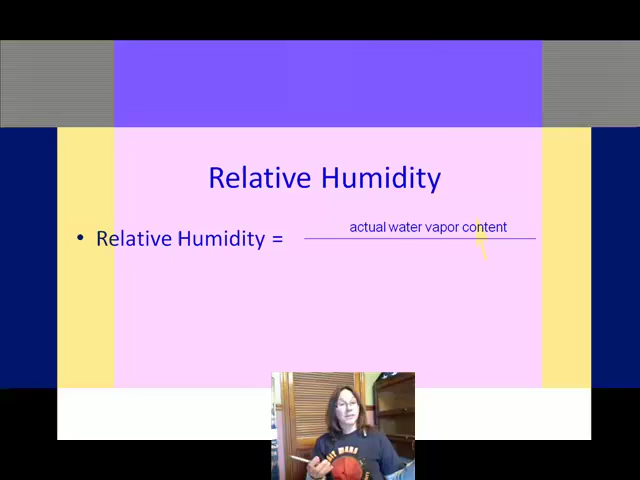 Relative Humidity
• Relative Humidity =
actual water vapor content